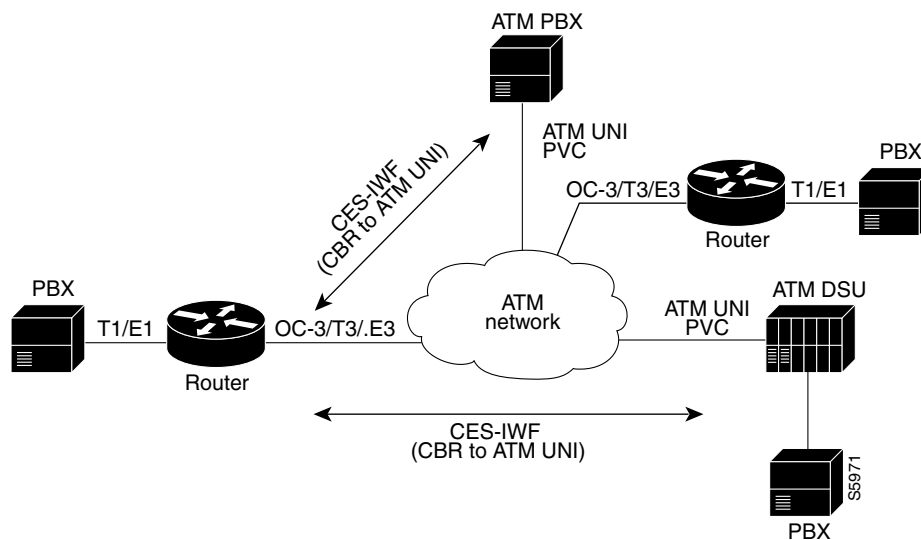 ATM PBX
ATM UNI
PVC
PBX
OC-3/T3/E3
T1/E1
Router
CES-IWF
(CBR to ATM UNI)
PBX
T1/E1
OC-3/T3/.E3
Router
ATM
network
ATM UNI
PVC
ATM DSU
CES-IWF
(CBR to ATM UNI)
PBX
S5971